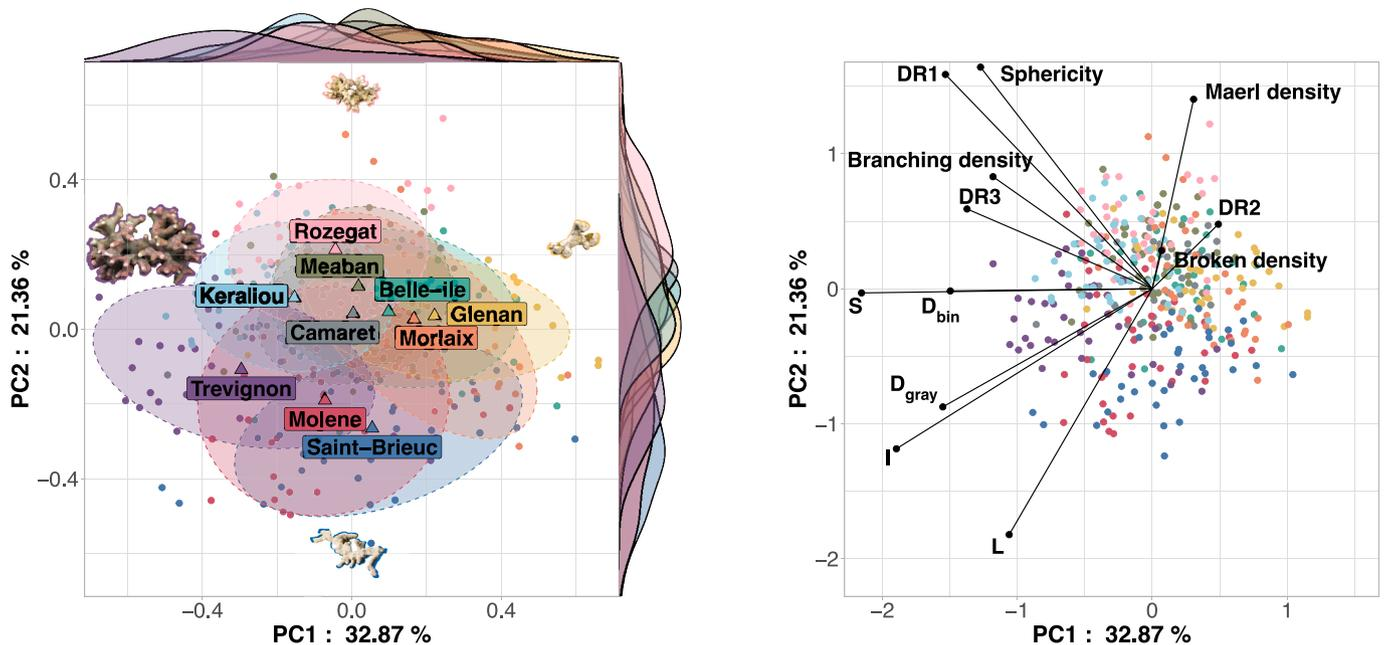 0.4
0.0
−0.4
PC2 : 21.36 %
Rozegat
Meaban
Keraliou
Belle−ile
Glenan
Camaret
Morlaix
Trevignon
Molene
Saint−Brieuc
−0.4
0.0
0.4
PC1 : 32.87 %
1
0
−1
−2
PC2 : 21.36 %
DR1
Sphericity
Maerl density
Branching density
DR3
DR2
Broken density
S
Dbin
Dgray
I
L
−2
−1
0
1
PC1 : 32.87 %